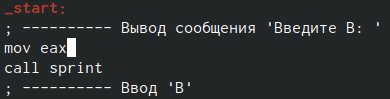 _start:
; ---------- Вывод сообщения 'Введите B: '
mov eax
call sprint
; ---------- Ввод 'B'